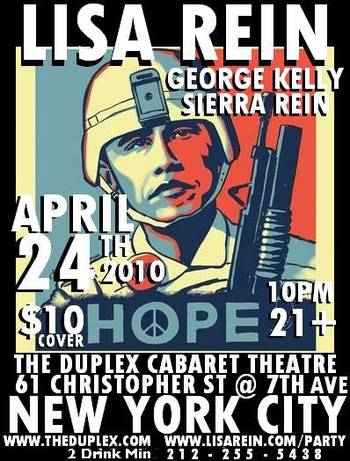 LISA REIN
GEORGE KELLY
SIERRA REIN
APRIL
24TH
2010
$10
COVER
HOPE
10PM
21+
THE DUPLEX CABARET THEATRE
61 CHRISTOPHER ST @ 7TH AVE
NEW YORK CITY
WWW.THEDUPLEX.COM WWW.LISAREIN.COM/PARTY
2 Drink Min 212 - 255 - 5438